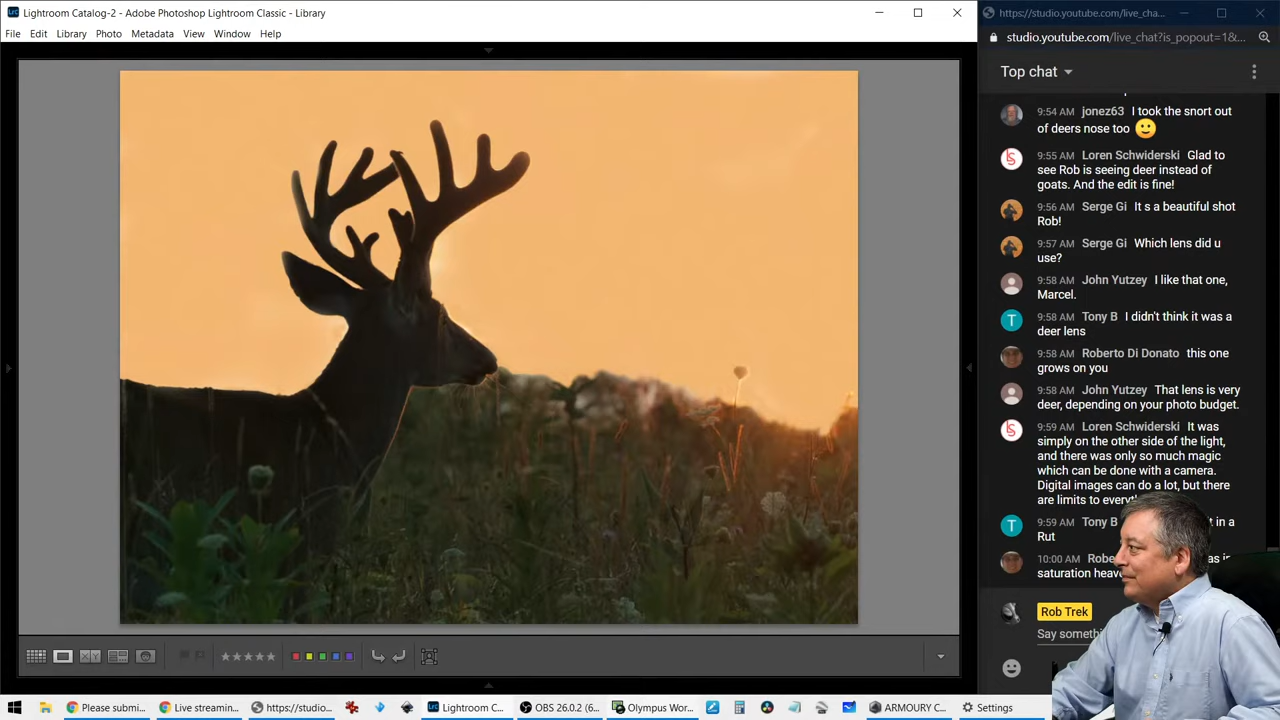 Lightroom Catalog-2 - Adobe Photoshop Lightroom Classic - Library
File Edit Library Photo Metadata View Window Help
https://studio.youtube.com/live_cha...
studio.youtube.com/live_chat?is_popout=1&...
Top chat
9:54 AM jonez63 I took the snort out
of deers nose too
9:55 AM Loren Schwiderski Glad to
see Rob is seeing deer instead of
goats. And the edit is fine!
9:56 AM Serge Gi It s a beautiful shot
Rob!
9:57 AM Serge Gi Which lens did u
use?
9:58 AM John Yutzey I like that one,
Marcel.
9:58 AM Tony B I didn't think it was a
deer lens
9:58 AM Roberto Di Donato this one
grows on you
9:58 AM John Yutzey That lens is very
deer, depending on your photo budget.
9:59 AM Loren Schwiderski It was
simply on the other side of the light,
and there was only so much magic
which can be done with a camera.
Digital images can do a lot, but there
are limits to
9:59 AM Tony B in a
Rut
10:00 AM
saturation
Rob Trek
Say
XY
Please submi...
Live streamin...
https://studio...
Lightroom C...
OBS 26.0.2 (6...
Olympus Wor...
ARMOURY C...
Settings